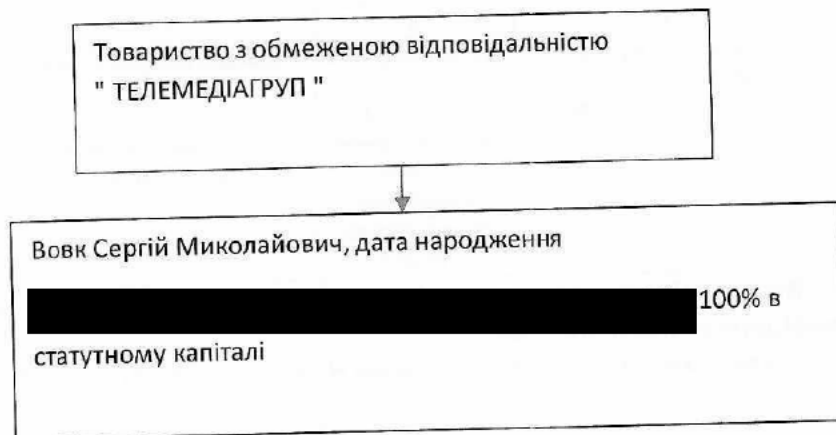 Товариство з обмеженою відповідальністю
" ТЕЛЕМЕДІАГРУП "
Вовк Сергій Миколайович, дата народження
100% в
статутному капіталі